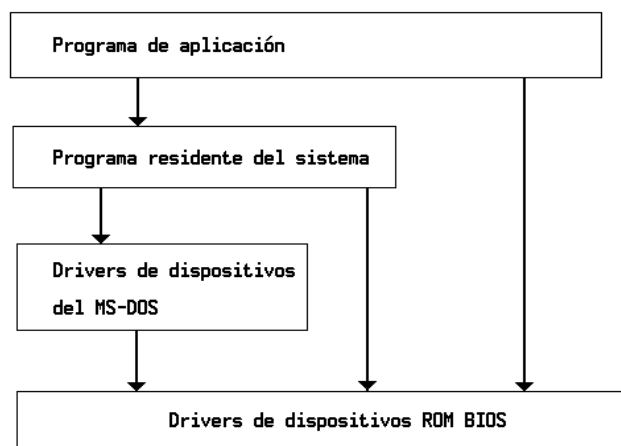 Programa de aplicación
Programa residente del sistema
Drivers de dispositivos
del MS-DOS
Drivers de dispositivos ROM BIOS